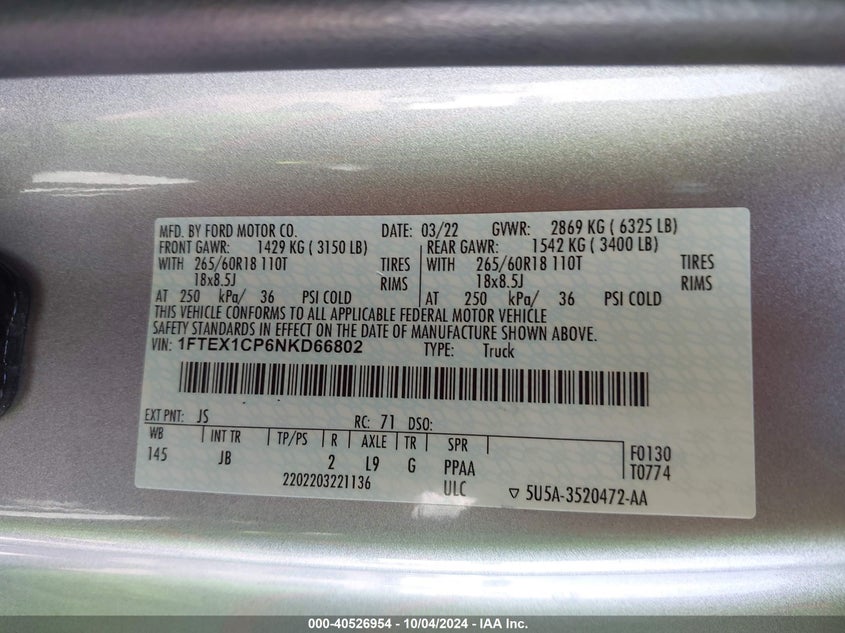 MFD. BY FORD MOTOR CO. DATE: 03/22 GVWR: 2869 KG ( 6325 LB)
FRONT GAWR: 1429 KG ( 3150 LB) REAR GAWR: 1542 KG ( 3400 LB)
WITH 265/60R18 110T TIRES WITH 265/60R18 110T TIRES
18x8.5J RIMS 18x8.5J RIMS
AT 250 kPa/ 36 PSI COLD AT 250 kPa/ 36 PSI COLD
THIS VEHICLE CONFORMS TO ALL APPLICABLE FEDERAL MOTOR VEHICLE
SAFETY STANDARDS IN EFFECT ON THE DATE OF MANUFACTURE SHOWN ABOVE.
VIN: 1FTEX1CP6NKD66802 TYPE: Truck
EXT PNT: JS RC: 71 DSO:
WB INT TR TP/PS R AXLE TR SPR F0130
145 JB 2 L9 G PPAA T0774
2202203221136 ULC ▽ 5U5A-3520472-AA
000-40526954 - 10/04/2024 - IAA Inc.